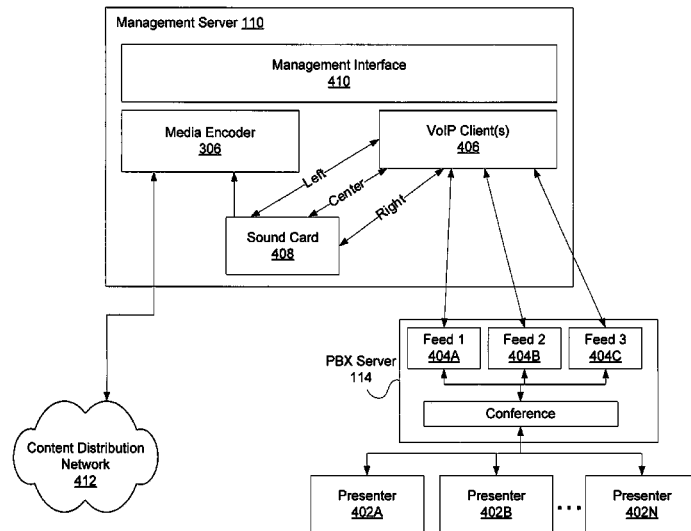 Management Server 110
Management Interface
410
Media Encoder
306
VoIP Client(s)
406
Left
Center
Right
Sound Card
408
Feed 1
404A
Feed 2
404B
Feed 3
404C
PBX Server
114
Conference
Content Distribution
Network
412
Presenter
402A
Presenter
402B
...
Presenter
402N